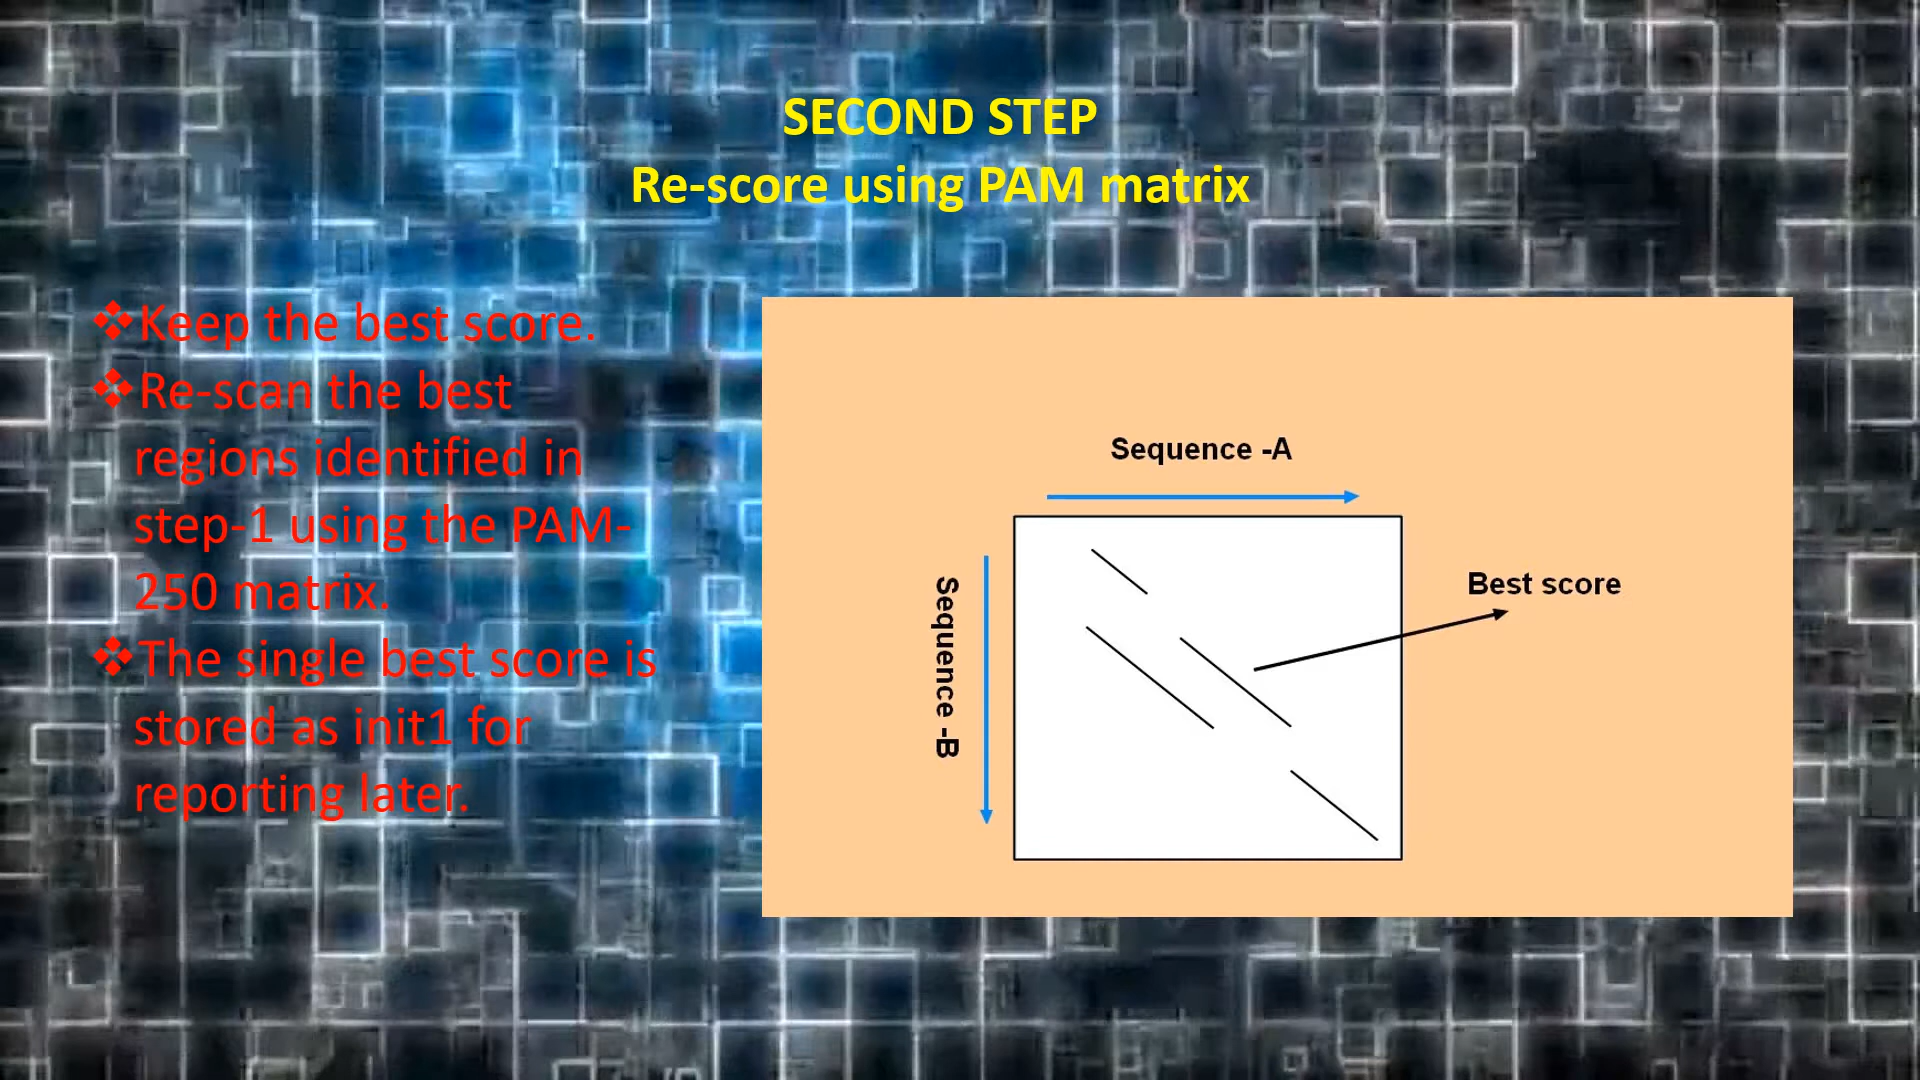 SECOND STEP
Re-score using PAM matrix
❖Keep the best score.
❖Re-scan the best
regions identified in
step-1 using the PAM-
250 matrix.
❖The single best score is
stored as init1 for
reporting later.
Sequence -A
Sequence -B
Best score